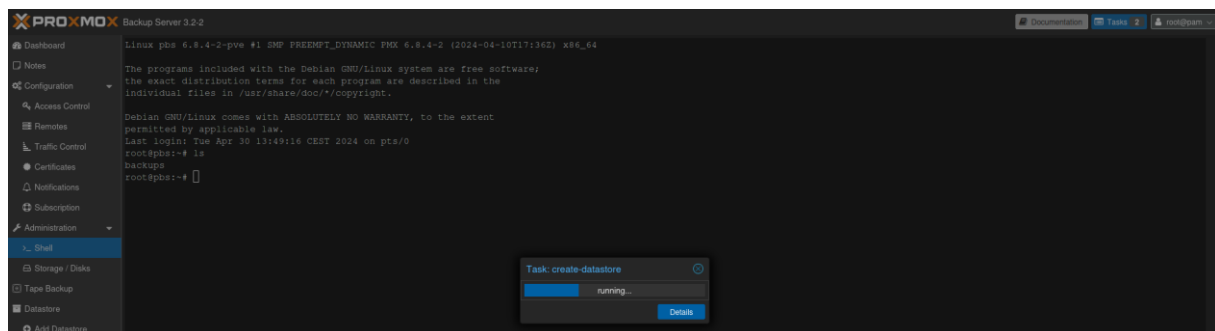 PROXMOX Backup Server 3.2-2
Documentation
Tasks 2
root@pam
Dashboard
Notes
Configuration
Access Control
Remotes
Traffic Control
Certificates
Notifications
Subscription
Administration
Shell
Storage / Disks
Tape Backup
Datastore
Add Datastore
Linux pbs 6.8.4-2-pve #1 SMP PREEMPT_DYNAMIC PMX 6.8.4-2 (2024-04-10T17:36Z) x86_64
The programs included with the Debian GNU/Linux system are free software;
the exact distribution terms for each program are described in the
individual files in /usr/share/doc/*/copyright.
Debian GNU/Linux comes with ABSOLUTELY NO WARRANTY, to the extent
permitted by applicable law.
Last login: Tue Apr 30 13:49:16 CEST 2024 on pts/0
root@pbs:~# ls
backups
root@pbs:~#
Task: create-datastore
running...
Details